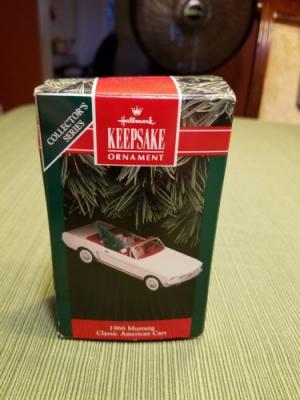 COLLECTOR'S
SERIES
Hallmark
KEEPSAKE
ORNAMENT
1966 Mustang
Classic American Cars